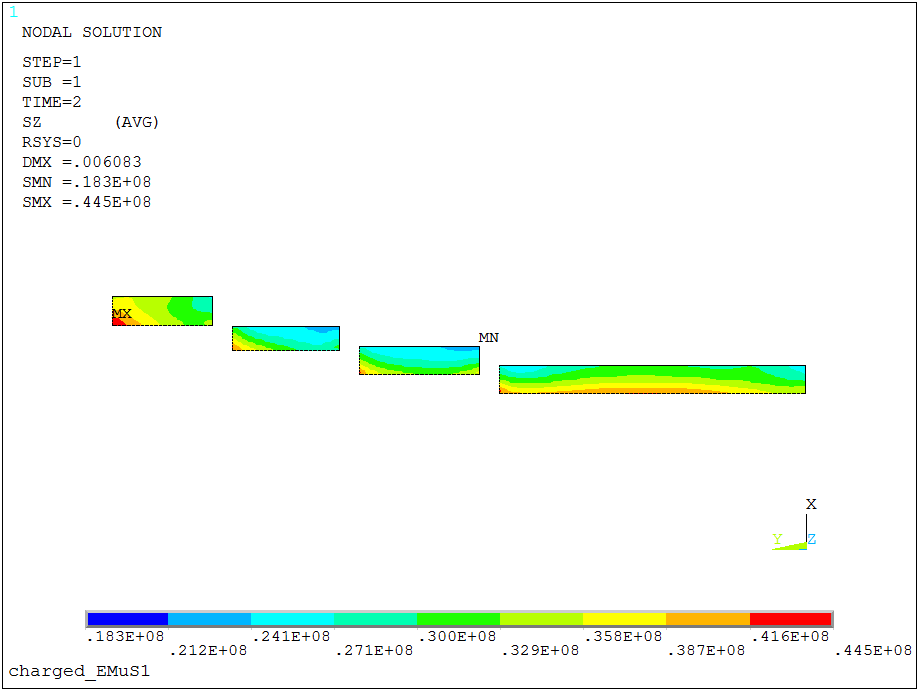 1
NODAL SOLUTION
STEP=1
SUB =1
TIME=2
SZ (AVG)
RSYS=0
DMX =.006083
SMN =.183E+08
SMX =.445E+08
MX
MN
X
Y Z
.183E+08 .241E+08 .300E+08 .358E+08 .416E+08
.212E+08 .271E+08 .329E+08 .387E+08 .445E+08
charged_EMuS1